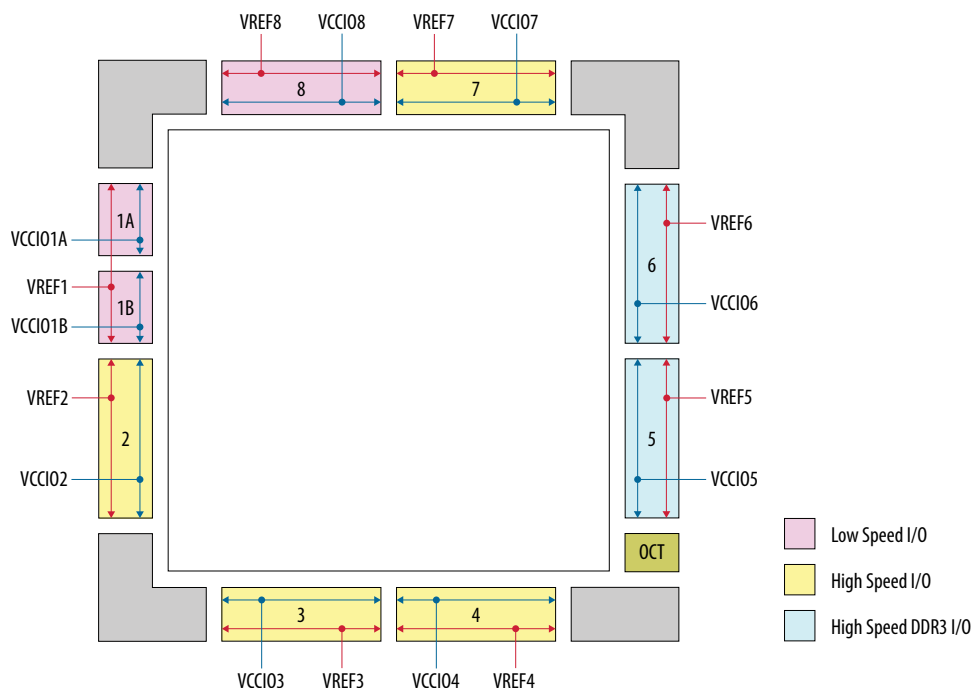 VREF8
VCCIO8
VREF7
VCCIO7
8
7
1A
VCCIO1A
VREF1
1B
VCCIO1B
VREF2
2
VCCIO2
VREF6
6
VCCIO6
VREF5
5
VCCIO5
OCT
Low Speed I/O
High Speed I/O
High Speed DDR3 I/O
3
4
VCCIO3
VREF3
VCCIO4
VREF4